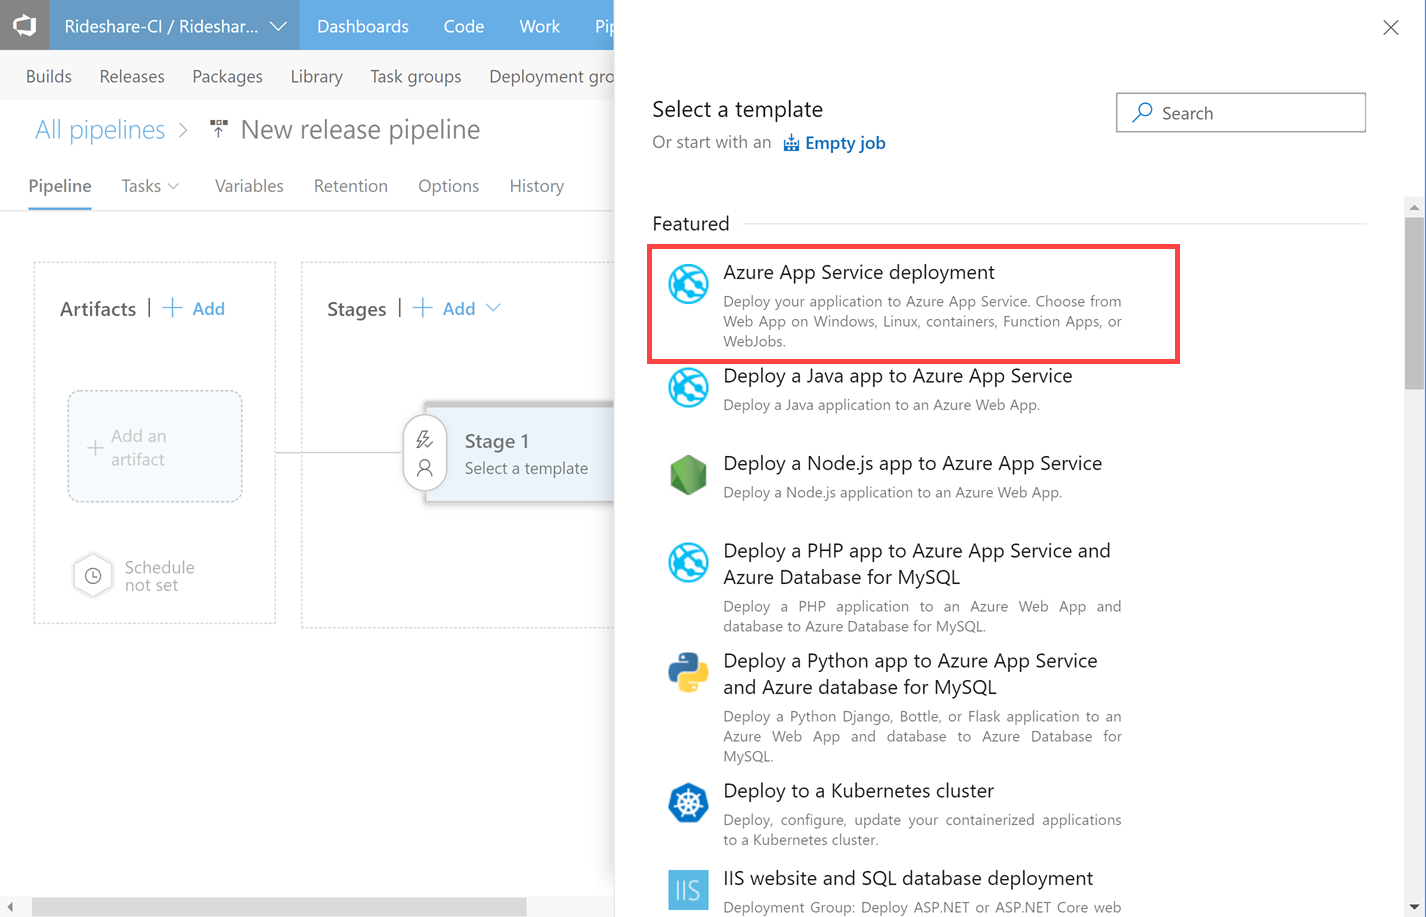 Rideshare-CI / Rideshar...
Dashboards
Code
Work
Pip
Builds
Releases
Packages
Library
Task groups
Deployment gro
All pipelines
New release pipeline
Pipeline
Tasks
Variables
Retention
Options
History
Artifacts | + Add
Add an
artifact
Schedule
not set
Stages | + Add
Stage 1
Select a template
Select a template
Or start with an Empty job
Search
Featured
Azure App Service deployment
Deploy your application to Azure App Service. Choose from
Web App on Windows, Linux, containers, Function Apps, or
WebJobs.
Deploy a Java app to Azure App Service
Deploy a Java application to an Azure Web App.
Deploy a Node.js app to Azure App Service
Deploy a Node.js application to an Azure Web App.
Deploy a PHP app to Azure App Service and
Azure Database for MySQL
Deploy a PHP application to an Azure Web App and
database to Azure Database for MySQL.
Deploy a Python app to Azure App Service
and Azure database for MySQL
Deploy a Python Django, Bottle, or Flask application to an
Azure Web App and database to Azure Database for
MySQL.
Deploy to a Kubernetes cluster
Deploy, configure, update your containerized applications
to a Kubernetes cluster.
IIS
IIS website and SQL database deployment
Deployment Group: Deploy ASP.NET or ASP.NET Core web